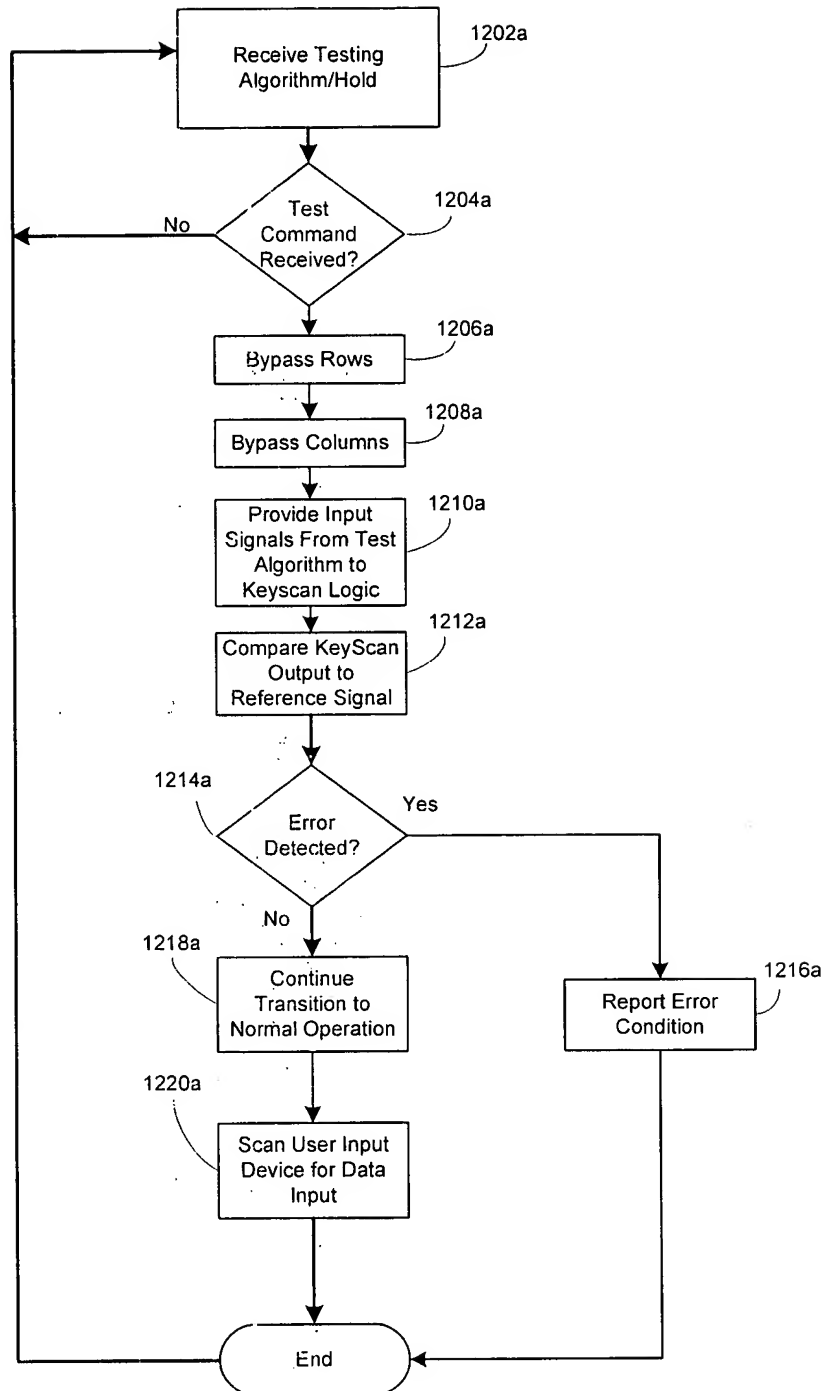 1202a
Receive Testing
Algorithm/Hold
1204a
Test
Command
Received?
No
1206a
Bypass Rows
1208a
Bypass Columns
1210a
Provide Input
Signals From Test
Algorithm to
Keyscan Logic
1212a
Compare KeyScan
Output to
Reference Signal
1214a
Yes
Error
Detected?
No
1218a
Continue
Transition to
Normal Operation
1216a
Report Error
Condition
1220a
Scan User Input
Device for Data
Input
End